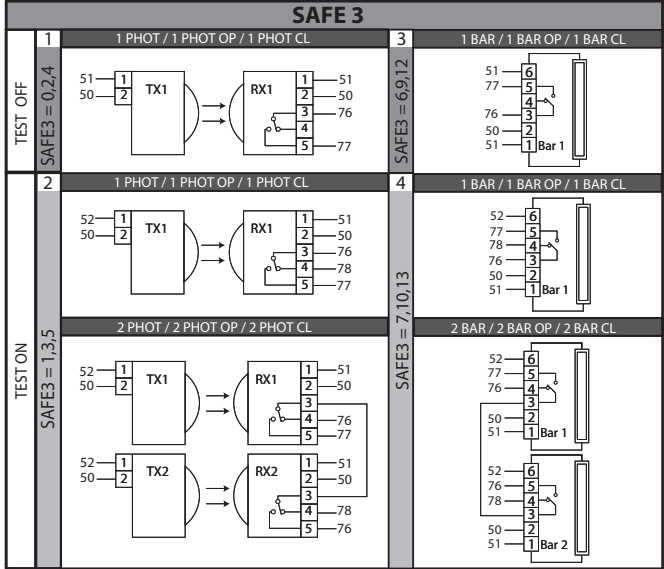 SAFE 3
TEST OFF
1
SAFE3 = 0,2,4
1 PHOT / 1 PHOT OP / 1 PHOT CL
51 1 TX1
50 2
RX1 1 51
2 50
3 76
4
5 77
3
SAFE3 = 6,9,12
1 BAR / 1 BAR OP / 1 BAR CL
51 6
77 5
4
76 3
50 2
51 1 Bar 1
TEST ON
2
SAFE3 = 1,3,5
1 PHOT / 1 PHOT OP / 1 PHOT CL
52 1 TX1
50 2
RX1 1 51
2 50
3 76
4 78
5 77
2 PHOT / 2 PHOT OP / 2 PHOT CL
52 1 TX1
50 2
RX1 1 51
2 50
3
4 76
5 77
52 1 TX2
50 2
RX2 1 51
2 50
3
4 78
5 76
4
SAFE3 = 7,10,13
1 BAR / 1 BAR OP / 1 BAR CL
52 6
77 5
78 4
76 3
50 2
51 1 Bar 1
2 BAR / 2 BAR OP / 2 BAR CL
52 6
77 5
76 4
3
50 2
51 1 Bar 1
52 6
76 5
78 4
3
50 2
51 1 Bar 2